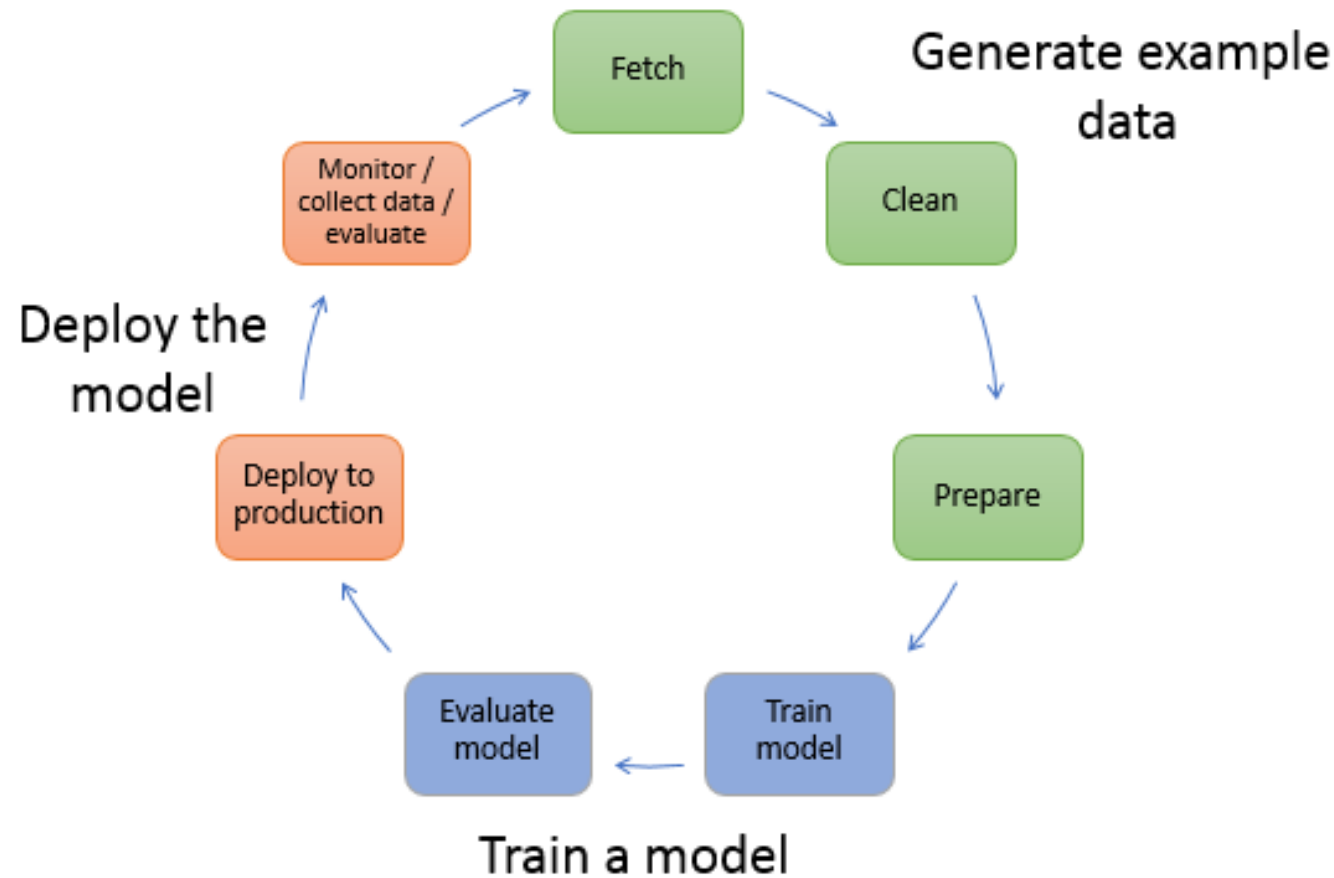 Fetch
Generate example
data
Clean
Prepare
Train
model
Evaluate
model
Train a model
Deploy to
production
Deploy the
model
Monitor /
collect data /
evaluate